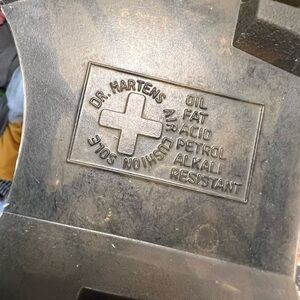 DR. MARTENS AIR CUSHION SOLE
OIL
FAT
ACID
PETROL
ALKALI
RESISTANT